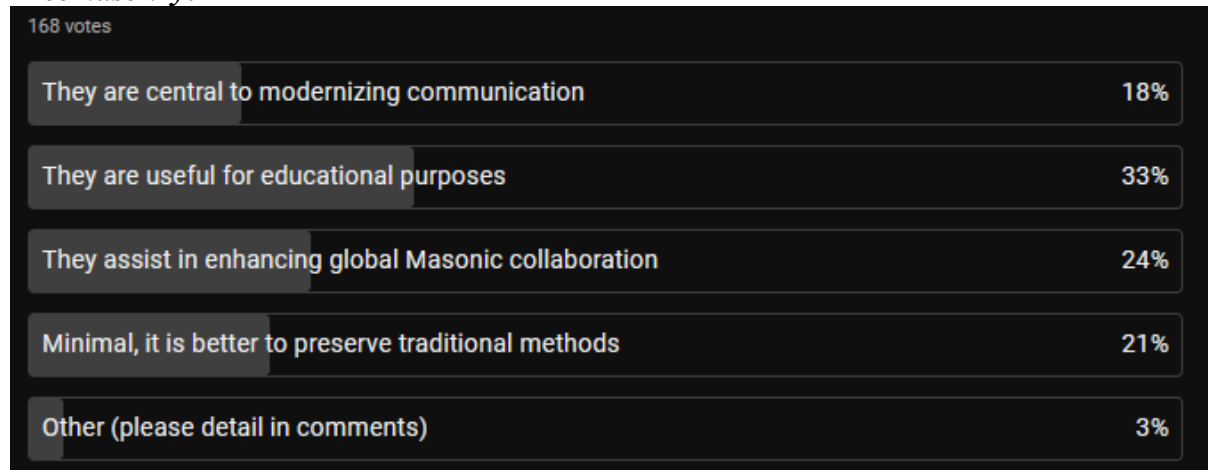 168 votes
They are central to modernizing communication 18%
They are useful for educational purposes 33%
They assist in enhancing global Masonic collaboration 24%
Minimal, it is better to preserve traditional methods 21%
Other (please detail in comments) 3%